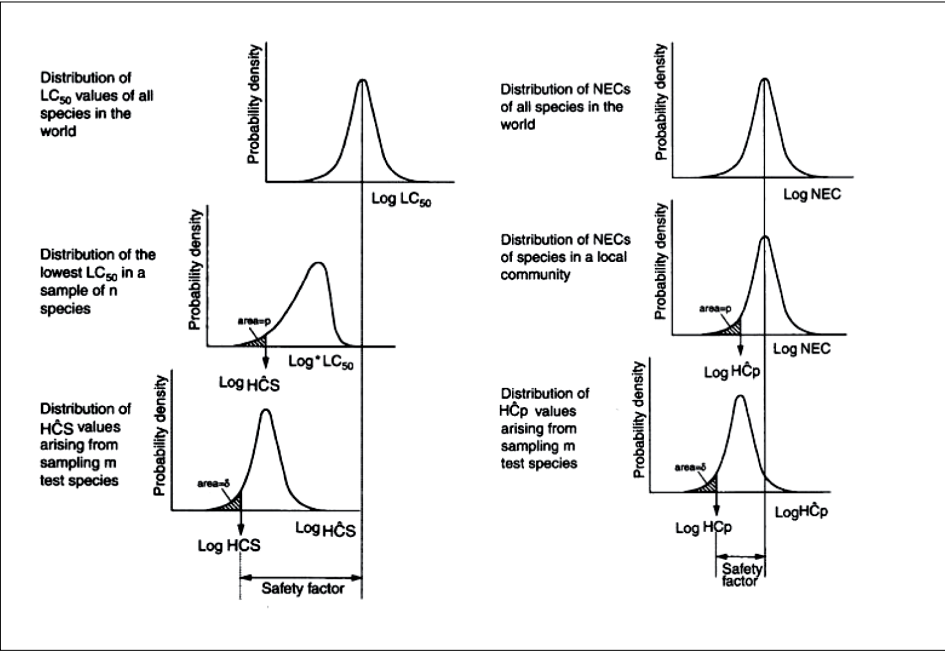 Distribution of
LC50 values of all
species in the
world
Probability density
Log LC50
Distribution of the
lowest LC50 in a
sample of n
species
Probability density
area=p
Log*LC50
Log HĈS
Distribution of
HĈS values
arising from
sampling m
test species
Probability density
area=δ
Log HĈS
Log HCS
Safety factor
Distribution of NECs
of all species in the
world
Probability density
Log NEC
Distribution of NECs
of species in a local
community
Probability density
area=p
Log NEC
Log HĈp
Distribution of
HĈp values
arising from
sampling m
test species
Probability density
area=δ
LogHĈp
Log HCp
Safety
factor